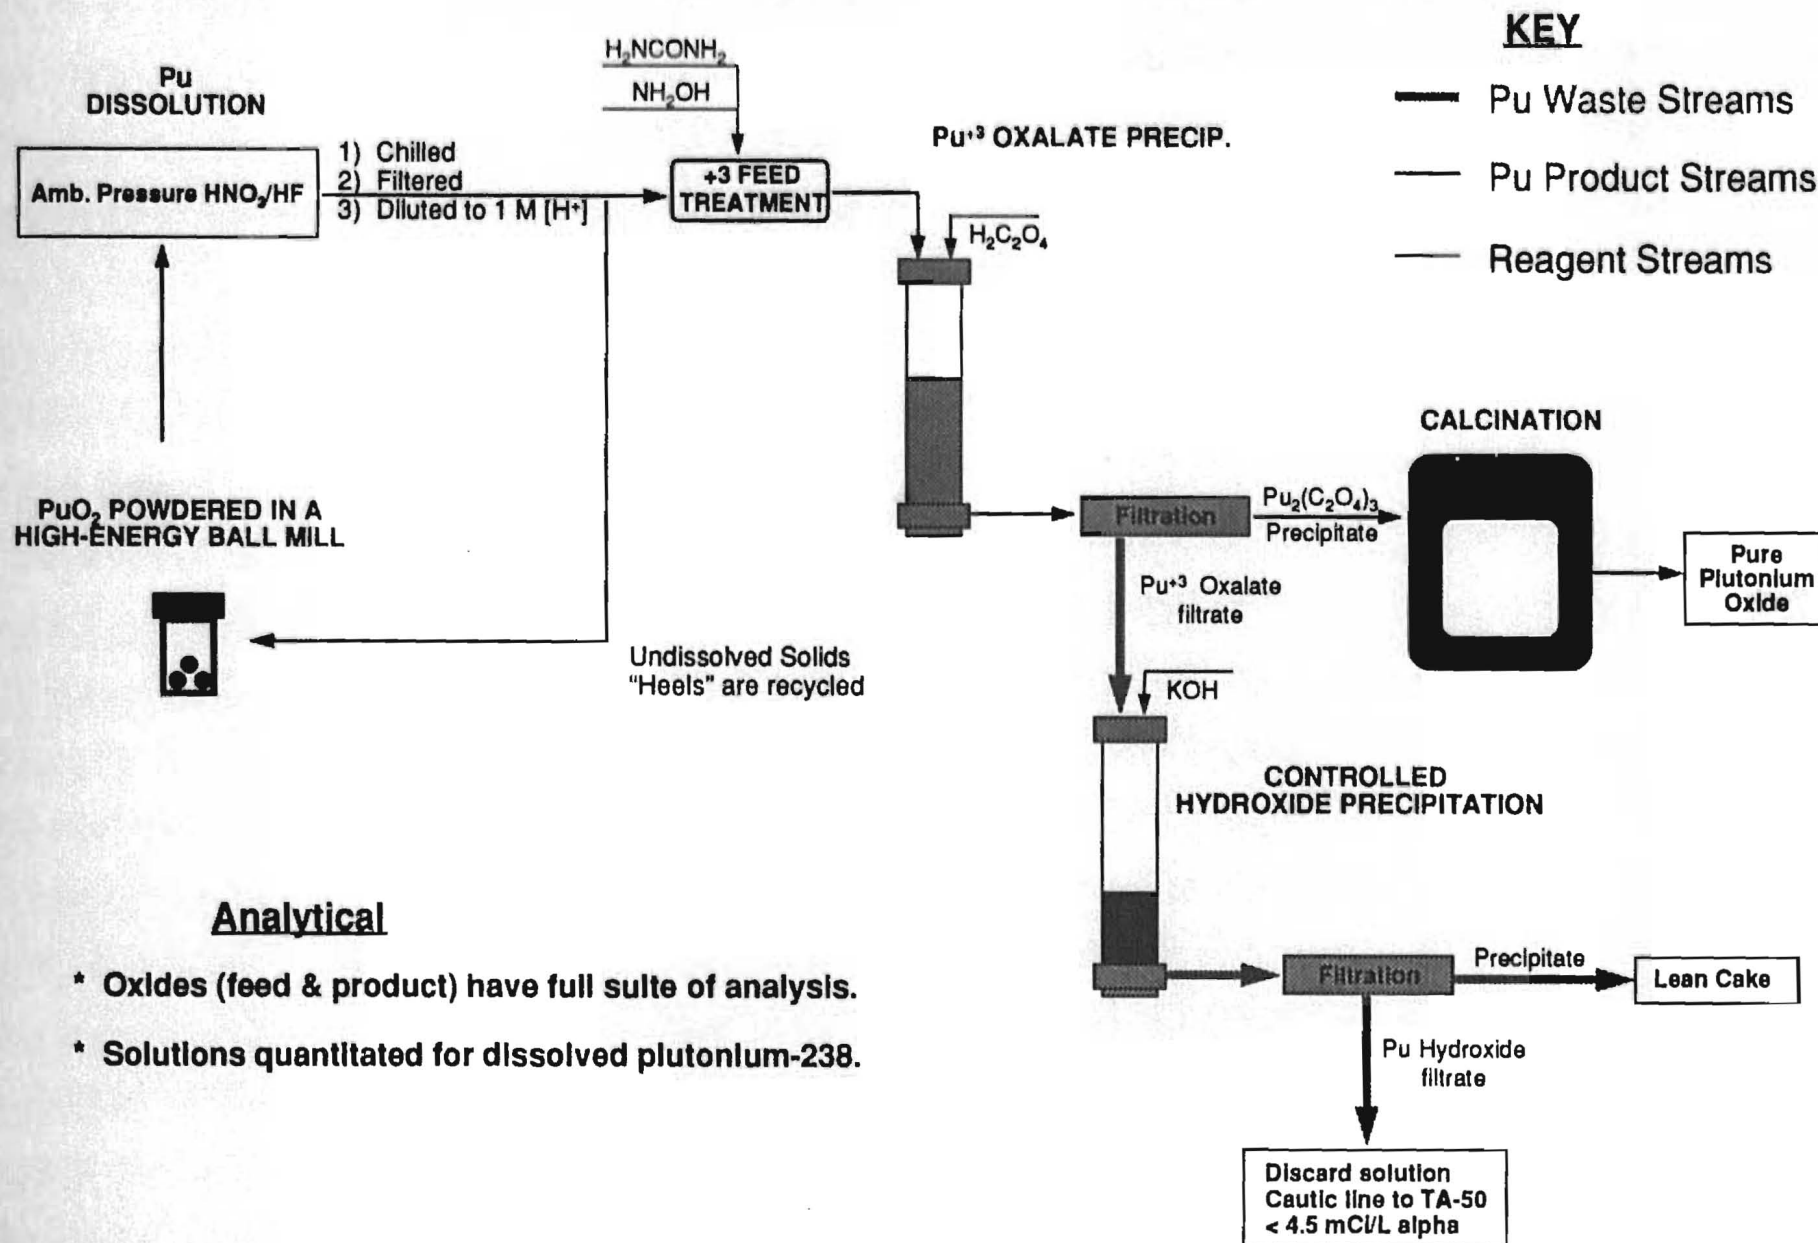 KEY
Pu Waste Streams
Pu Product Streams
Reagent Streams
Pu
DISSOLUTION
Amb. Pressure HNO₃/HF
1) Chilled
2) Filtered
3) Diluted to 1 M [H⁺]
H₂NCONH₂
NH₂OH
+3 FEED
TREATMENT
Pu⁺³ OXALATE PRECIP.
H₂C₂O₄
PuO₂ POWDERED IN A
HIGH-ENERGY BALL MILL
Undissolved Solids
"Heels" are recycled
Filtration
Pu₂(C₂O₄)₃
Precipitate
CALCINATION
Pure
Plutonium
Oxide
Pu⁺³ Oxalate
filtrate
KOH
CONTROLLED
HYDROXIDE PRECIPITATION
Filtration
Precipitate
Lean Cake
Pu Hydroxide
filtrate
Discard solution
Cautic line to TA-50
< 4.5 mCi/L alpha
Analytical
* Oxides (feed & product) have full suite of analysis.
* Solutions quantitated for dissolved plutonium-238.